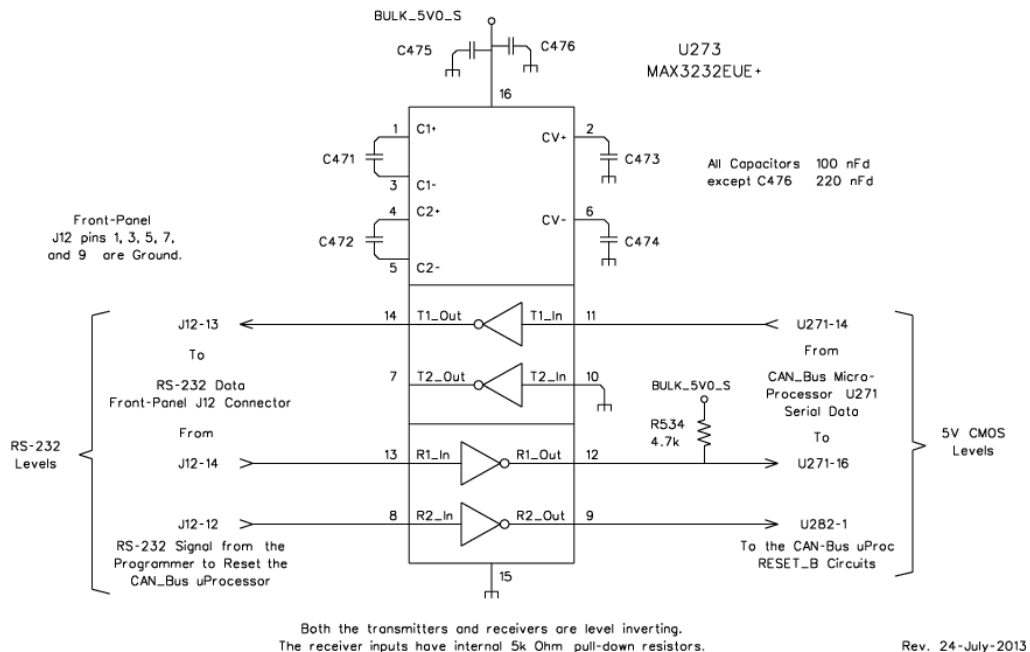 BULK_5V0_S
C475
C476
U273
MAX3232EUE+
16
1
C1+
CV+
2
C471
C473
All Capacitors 100 nFd
except C476 220 nFd
3
C1-
4
C2+
CV-
6
Front-Panel
J12 pins 1, 3, 5, 7,
and 9 are Ground.
C472
C474
5
C2-
J12-13
14
T1_Out
T1_In
11
U271-14
To
From
7
T2_Out
T2_In
10
RS-232 Data
Front-Panel J12 Connector
BULK_5V0_S
CAN_Bus Micro-
Processor U271
Serial Data
From
R534
4.7k
To
RS-232
Levels
5V CMOS
Levels
J12-14
13
R1_In
R1_Out
12
U271-16
J12-12
8
R2_In
R2_Out
9
U282-1
RS-232 Signal from the
Programmer to Reset the
CAN_Bus uProcessor
To the CAN-Bus uProc
RESET_B Circuits
15
Both the transmitters and receivers are level inverting.
The receiver inputs have internal 5k Ohm pull-down resistors.
Rev. 24-July-2013